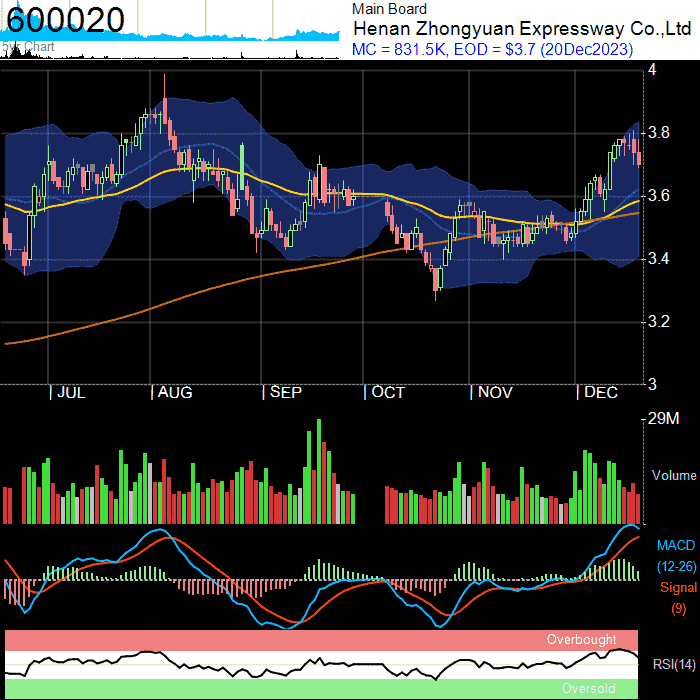 600020
5yr Chart
Main Board
Henan Zhongyuan Expressway Co.,Ltd
MC = 831.5K, EOD = $3.7 (20Dec2023)
4
3.8
3.6
3.4
3.2
3
JUL
AUG
SEP
OCT
NOV
DEC
29M
Volume
MACD
(12-26)
Signal
(9)
Overbought
RSI(14)
Oversold